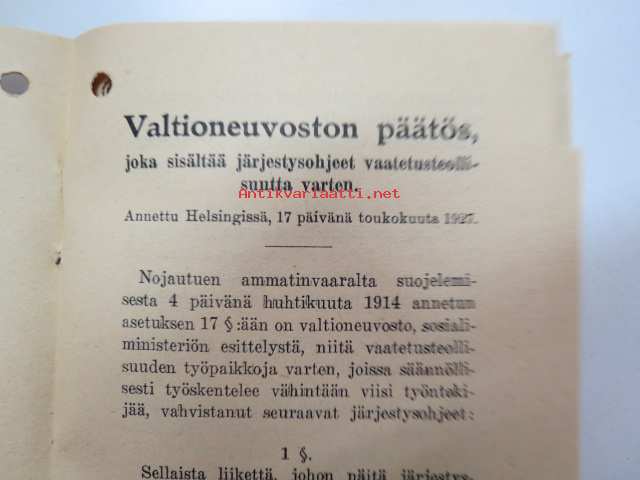 Valtioneuvoston päätös,
joka sisältää järjestysohjeet vaatetusteolli-
suutta varten.
Antikvariaatti.net
Annettu Helsingissä, 17 päivänä toukokuuta 1927.
Nojautuen ammatinvaaralta suojelemi-
sesta 4 päivänä huhtikuuta 1914 annetun
asetuksen 17 §:ään on valtioneuvosto, sosiali-
ministeriön esittelystä, niitä vaatetusteolli-
suuden työpaikkoja varten, joissa säännölli-
sesti työskentelee vähintään viisi työnteki-
jää, vahvistanut seuraavat järjestysohjeet:
1 §.
Sellaista liikettä, johon näitä järjestys-